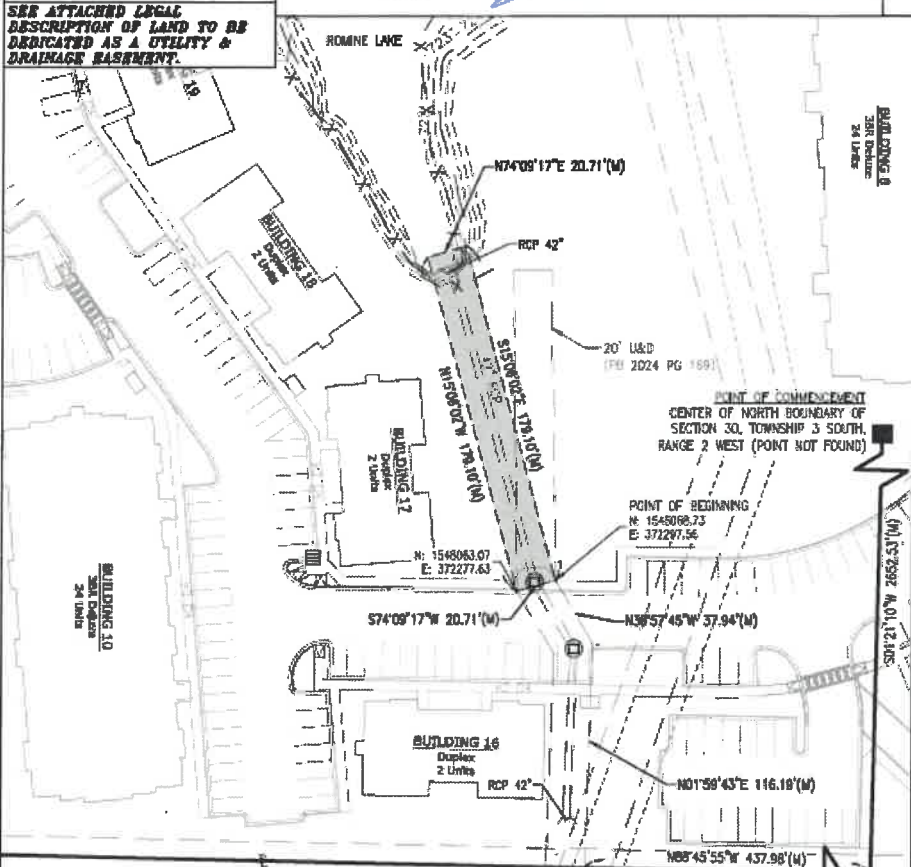 SEE ATTACHED LEGAL
DESCRIPTION OF LAND TO BE
DEDICATED AS A UTILITY &
DRAINAGE EASEMENT.
ROMINE LAKE
19
BUILDING 8
3BR Deluxe
24 Units
N74°09'17"E 20.71'(M)
RCP 42"
BUILDING 18
Duplex
2 Units
20' U&D
(PB 2024 PG 169)
S15°06'02"E 179.10'(M)
N15°06'02"W 179.10'(M)
POINT OF COMMENCEMENT
CENTER OF NORTH BOUNDARY OF
SECTION 30, TOWNSHIP 3 SOUTH,
RANGE 2 WEST (POINT NOT FOUND)
BUILDING 17
Duplex
2 Units
POINT OF BEGINNING
N: 1548068.73
E: 372297.56
N: 1548063.07
E: 372277.63
S01°21'10"W 2652.53'(M)
BUILDING 10
3BR Deluxe
24 Units
S74°09'17"W 20.71'(M)
N38°57'45"W 37.94'(M)
BUILDING 16
Duplex
2 Units
RCP 42"
N01°59'43"E 116.19'(M)
N88°45'55"W 437.98'(M)